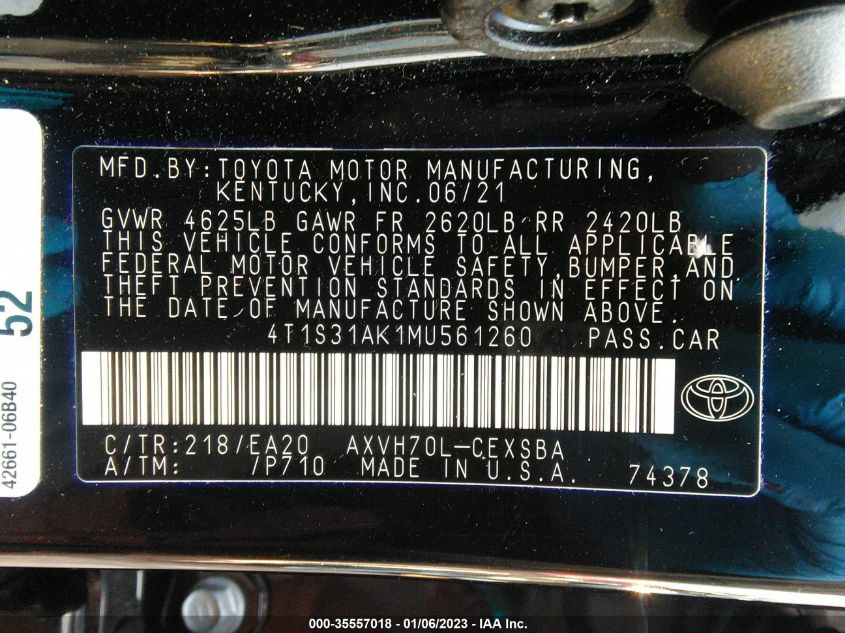 MFD.BY:TOYOTA MOTOR MANUFACTURING,
KENTUCKY,INC.06/21
GVWR 4625LB GAWR FR 2620LB RR 2420LB
THIS VEHICLE CONFORMS TO ALL APPLICABLE
FEDERAL MOTOR VEHICLE SAFETY,BUMPER,AND
THEFT PREVENTION STANDARDS IN EFFECT ON
THE DATE OF MANUFACTURE SHOWN ABOVE.
4T1S31AK1MU561260 PASS.CAR
C/TR:218/EA20 AXVH70L-CEXSBA
A/TM: /P710 MADE IN U.S.A. 74378
52
42661-06B40
000-35557018 - 01/06/2023 - IAA Inc.